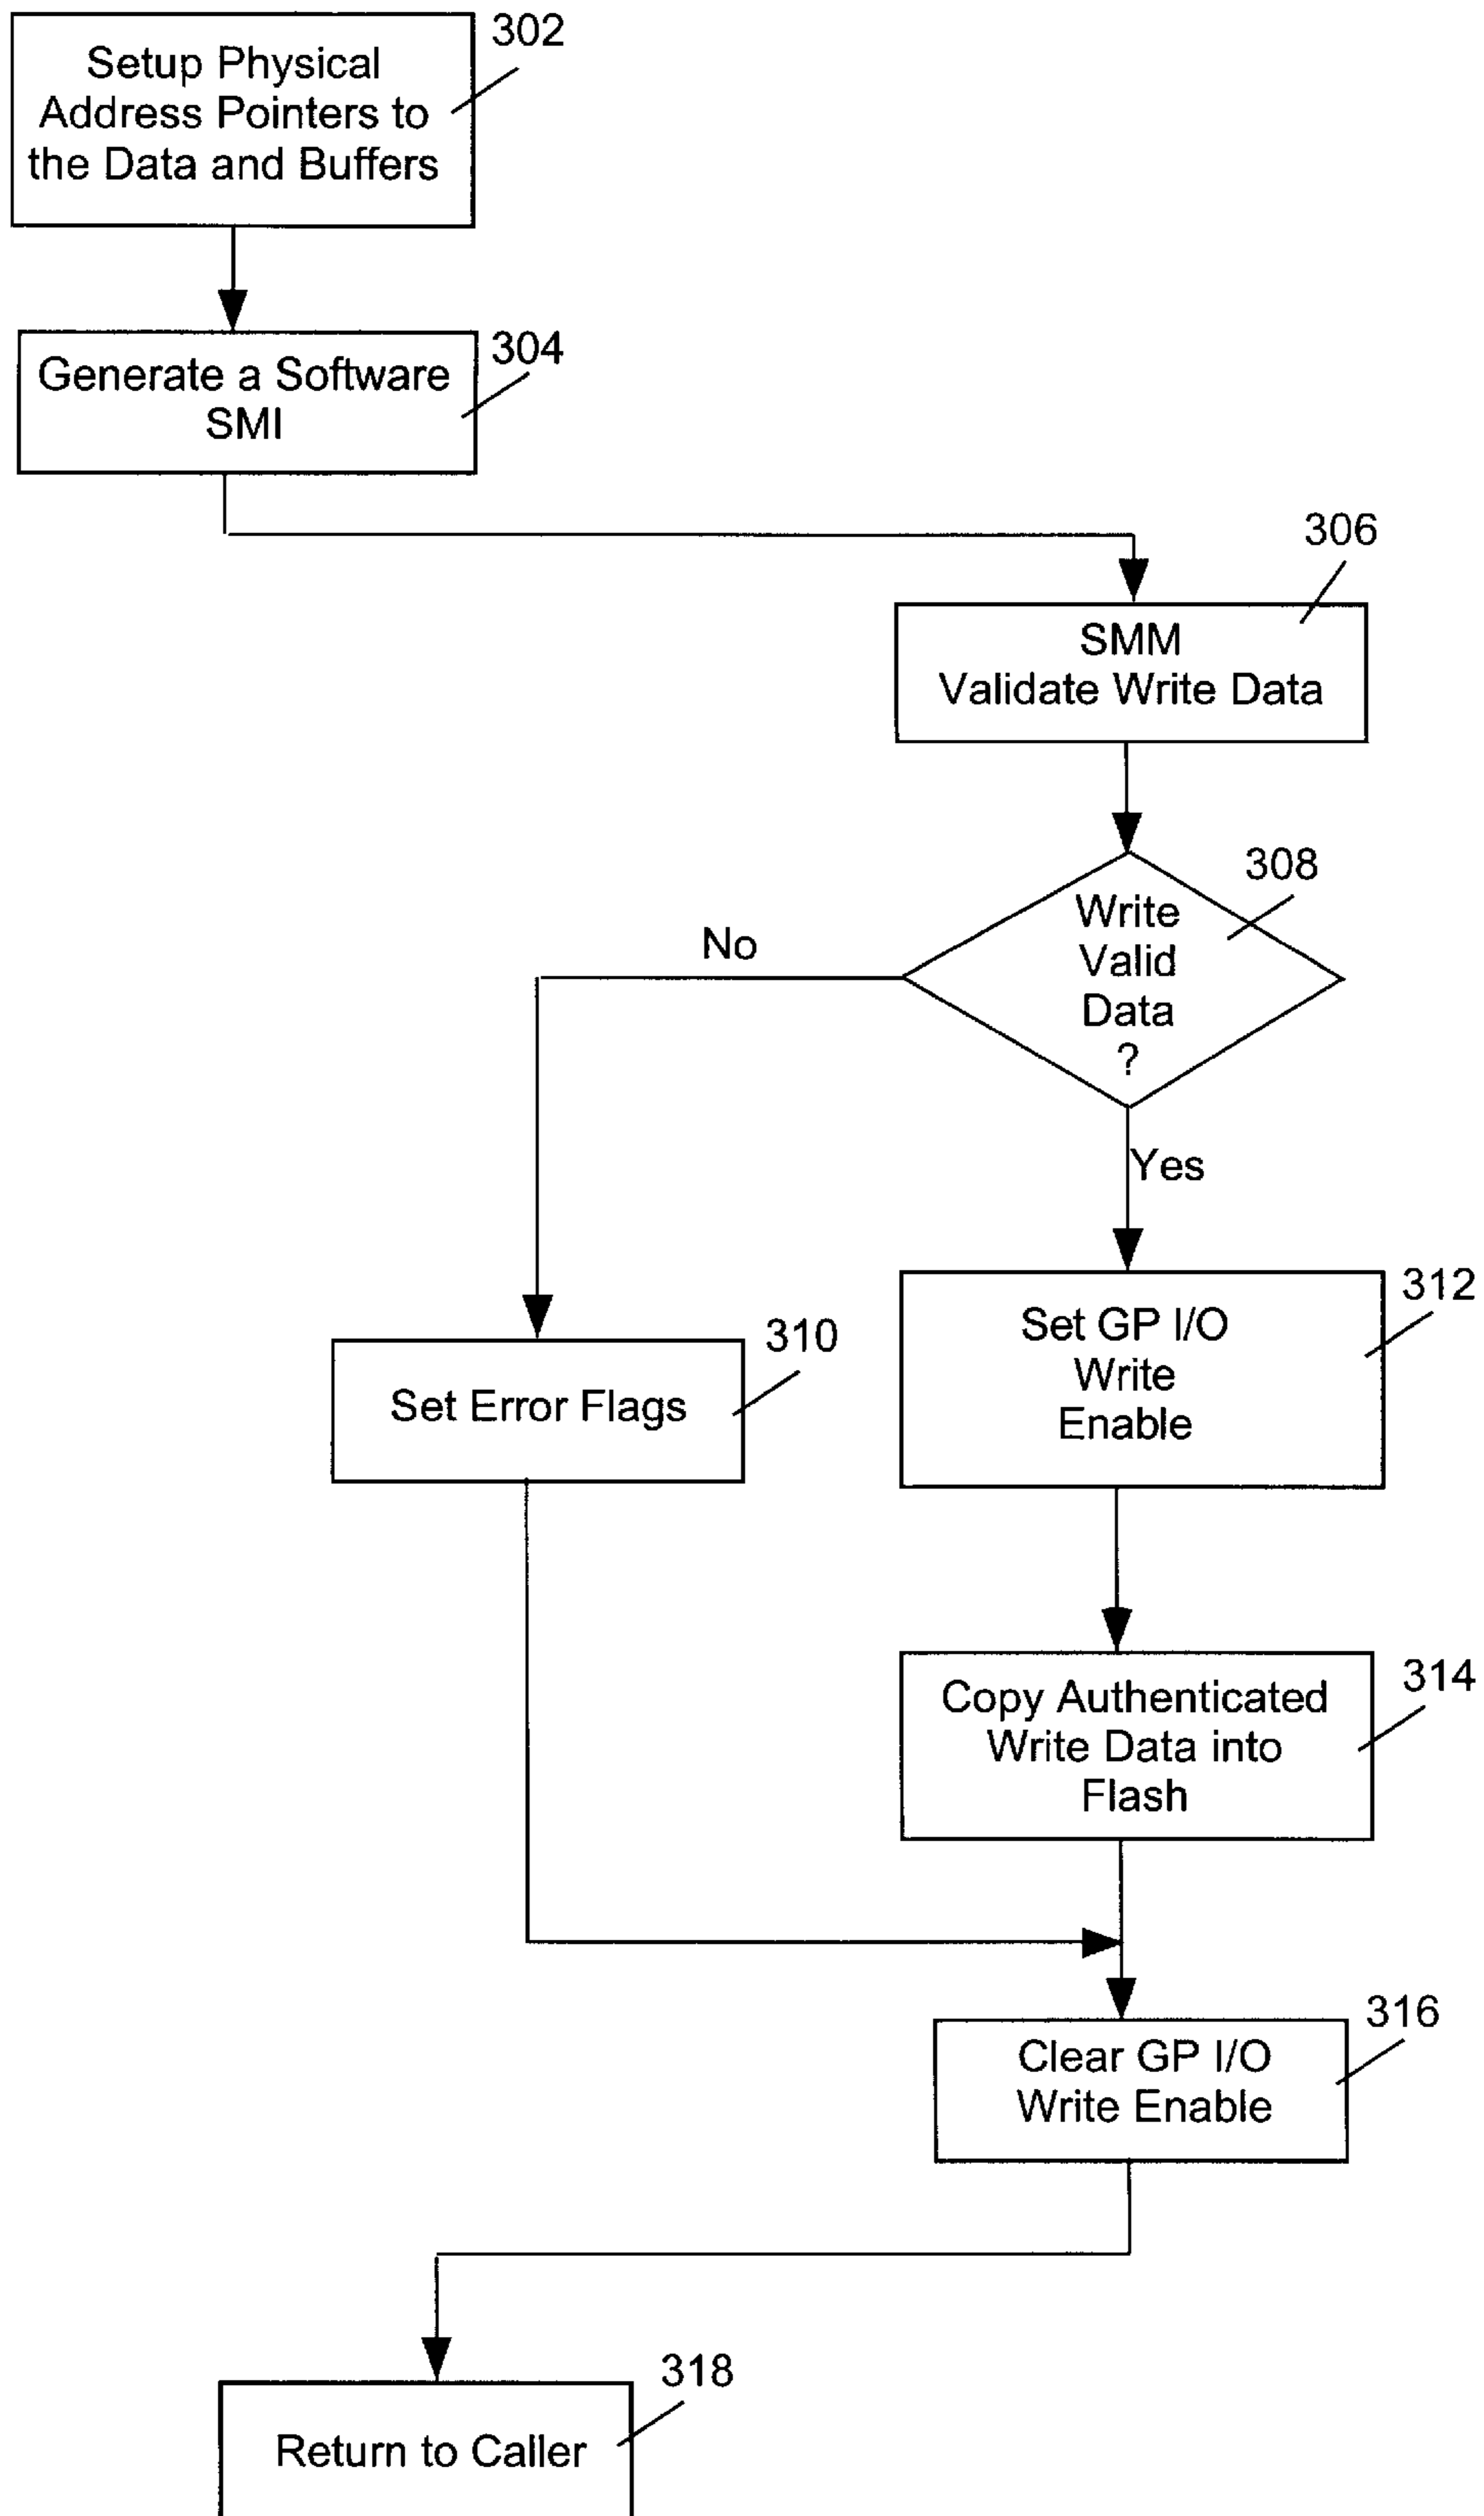 302
Setup Physical
Address Pointers to
the Data and Buffers
304
Generate a Software
SMI
306
SMM
Validate Write Data
308
Write
Valid
Data
?
No
Yes
312
Set GP I/O
Write
Enable
310
Set Error Flags
314
Copy Authenticated
Write Data into
Flash
316
Clear GP I/O
Write Enable
318
Return to Caller